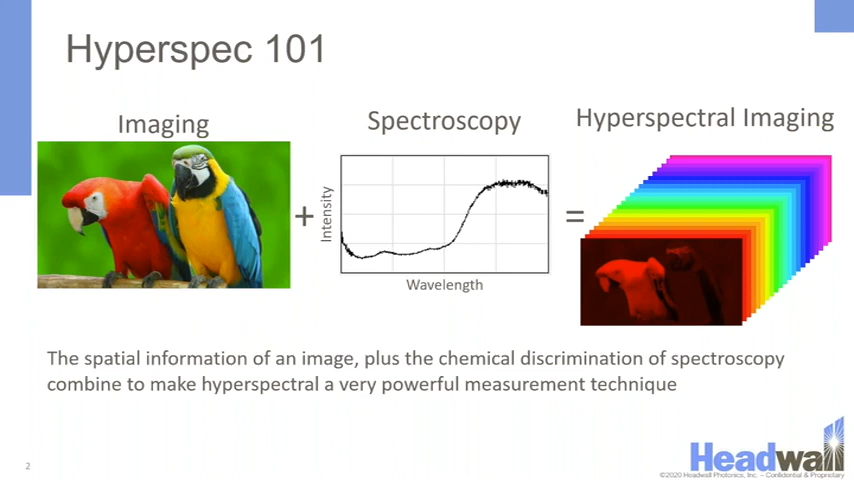 Hyperspec 101
Imaging
Spectroscopy
Hyperspectral Imaging
+
Intensity
Wavelength
=
The spatial information of an image, plus the chemical discrimination of spectroscopy
combine to make hyperspectral a very powerful measurement technique
2
Headwall
©2020 Headwall Photonics, Inc. – Confidential & Proprietary